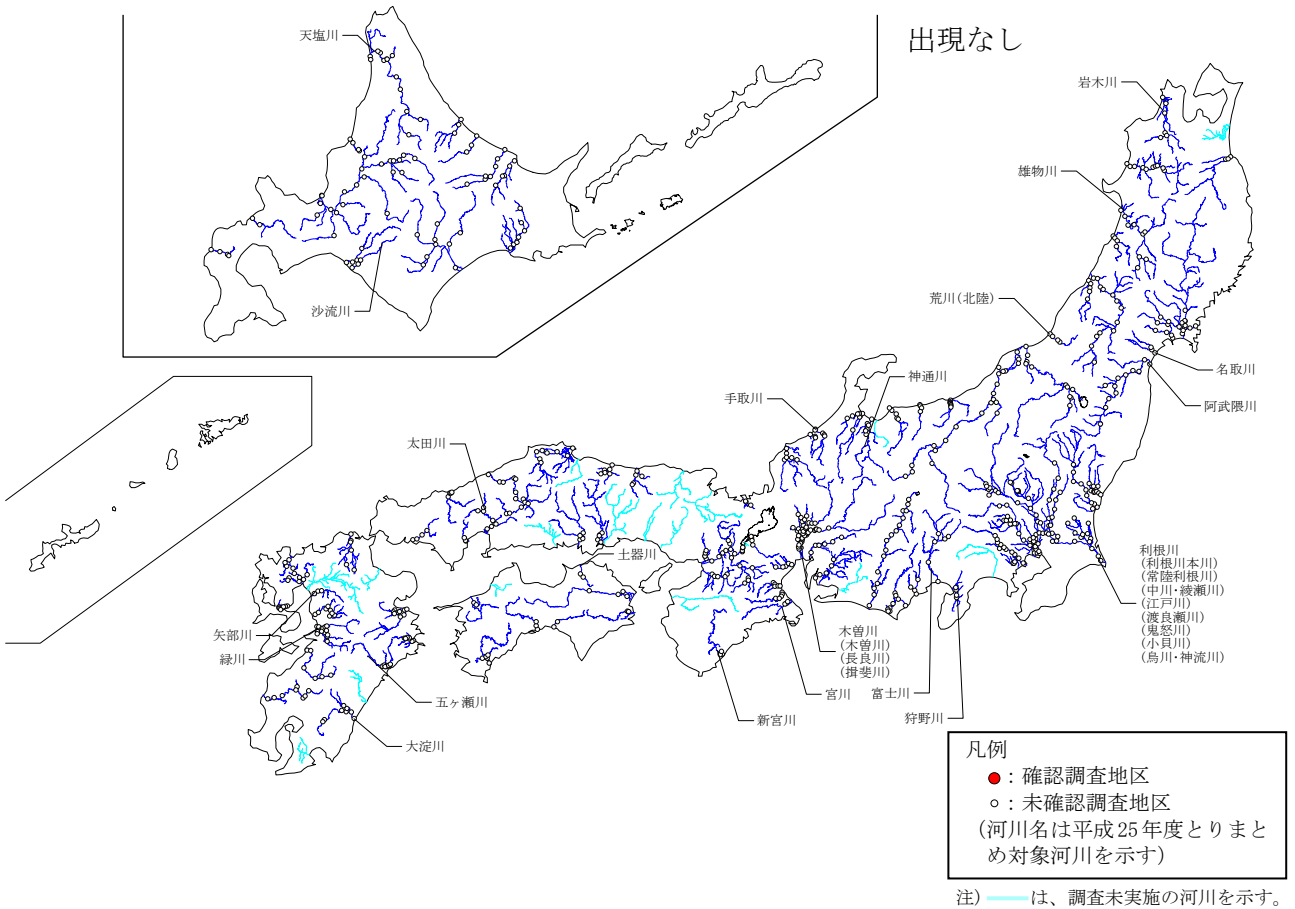 出現なし
天塩川
岩木川
雄物川
沙流川
荒川(北陸)
名取川
神通川
手取川
阿武隈川
太田川
土器川
利根川
(利根川本川)
(常陸利根川)
(中川・綾瀬川)
(江戸川)
(渡良瀬川)
(鬼怒川)
(小貝川)
(烏川・神流川)
矢部川
緑川
木曽川
(木曽川)
(長良川)
(揖斐川)
五ヶ瀬川
宮川
富士川
新宮川
狩野川
大淀川
凡例
●：確認調査地区
○：未確認調査地区
(河川名は平成25年度とりまと
め対象河川を示す)
注) は、調査未実施の河川を示す。